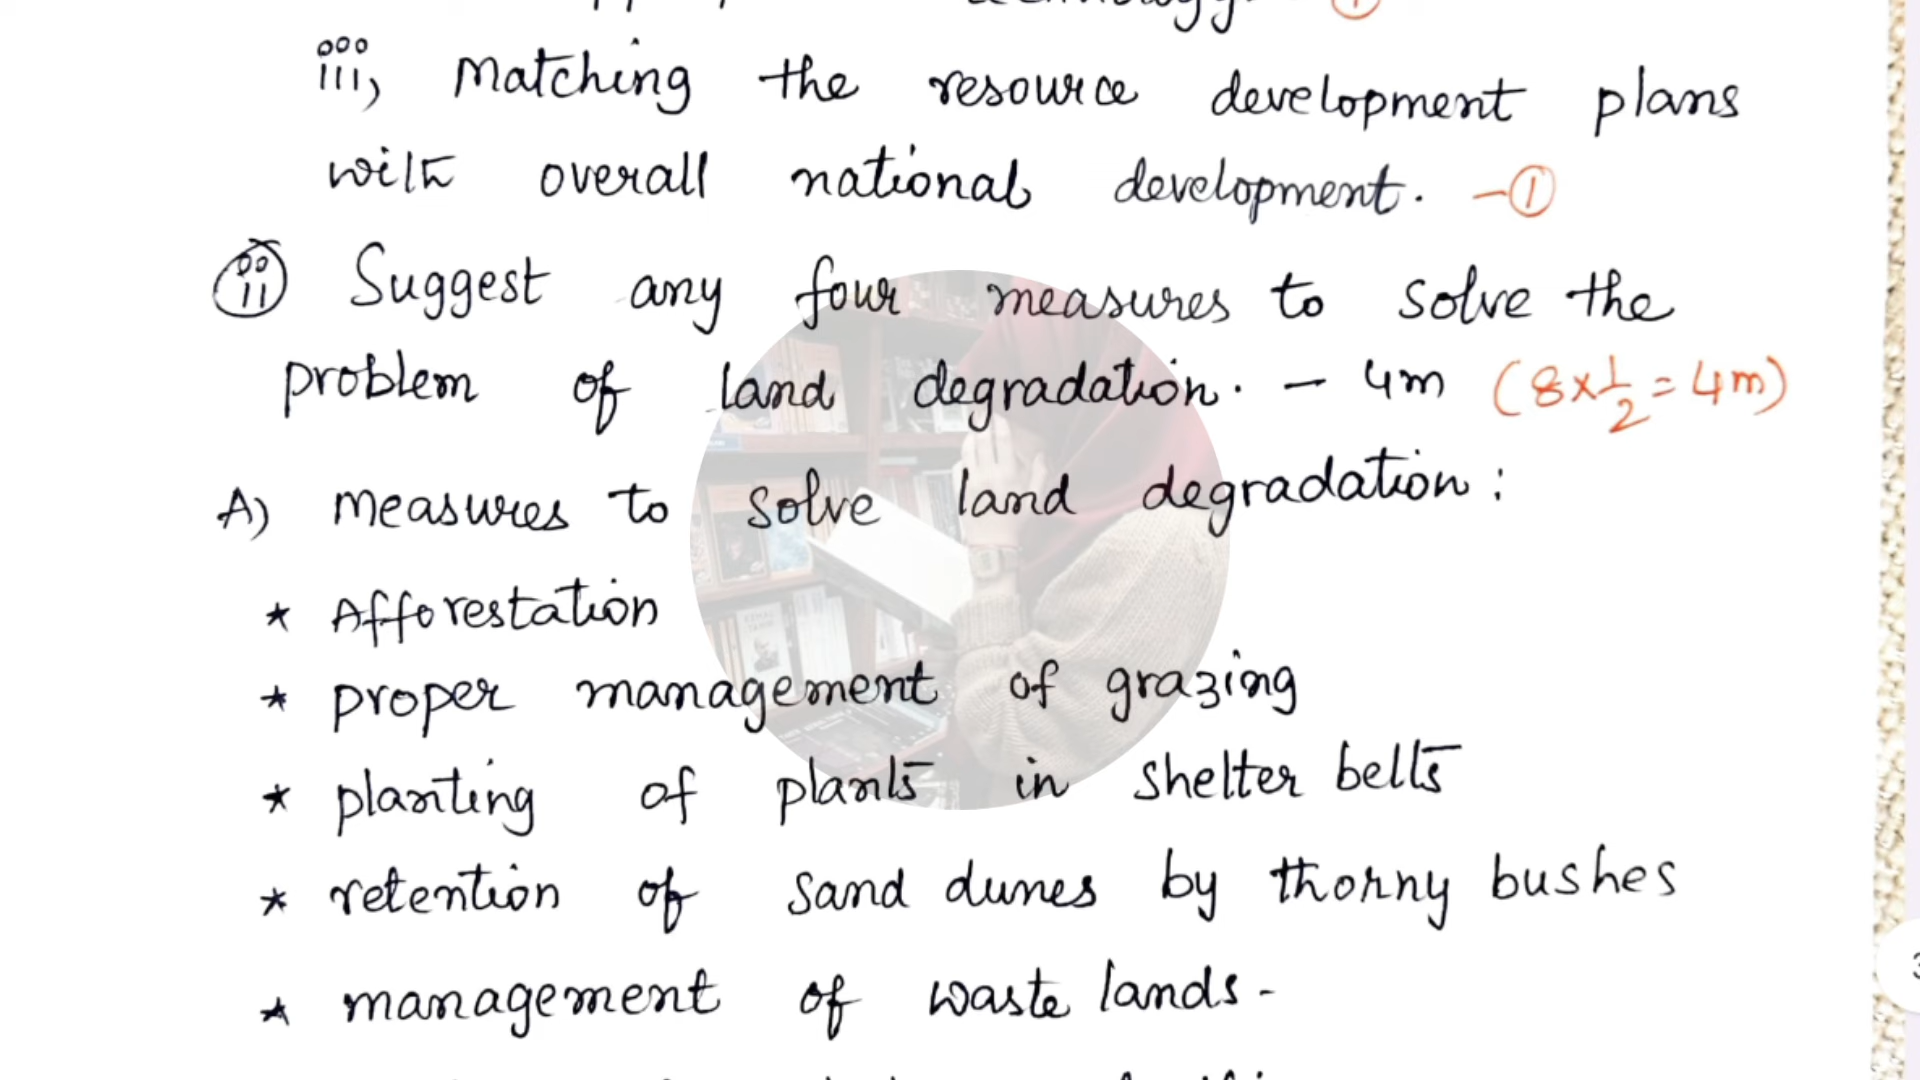 iii, Matching the resource development plans
with overall national development. - ①
ⅱ Suggest any four measures to solve the
problem of land degradation. - 4m (8 x 1/2 = 4m)
A) Measures to solve land degradation :
* Afforestation
* proper management of grazing
* planting of plants in shelter belts
* retention of sand dunes by thorny bushes
* management of waste lands -